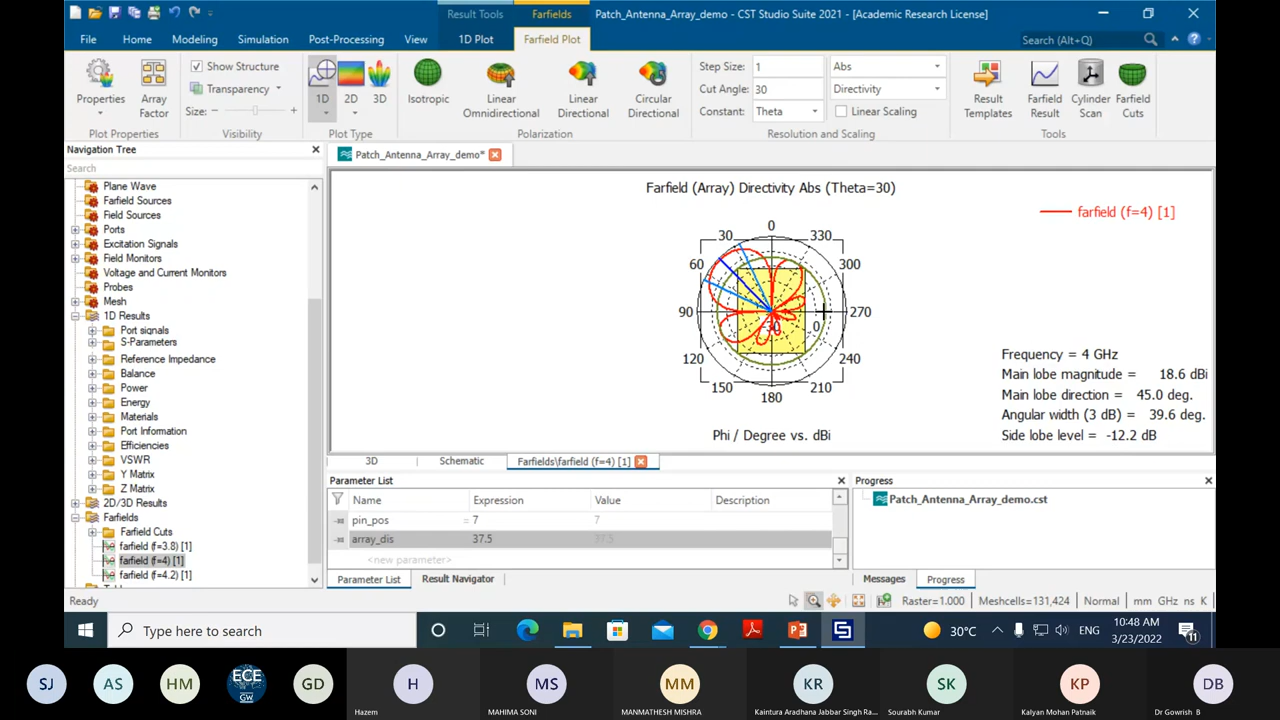 Result Tools
Farfields
Patch_Antenna_Array_demo - CST Studio Suite 2021 - [Academic Research License]
File
Home
Modeling
Simulation
Post-Processing
View
1D Plot
Farfield Plot
Search (Alt+Q)
Properties
Array
Factor
Plot Properties
Show Structure
Transparency
Size:
Visibility
1D
2D
3D
Plot Type
Isotropic
Linear
Omnidirectional
Linear
Directional
Circular
Directional
Polarization
Step Size: 1
Cut Angle: 30
Constant: Theta
Abs
Directivity
Linear Scaling
Resolution and Scaling
Result
Templates
Farfield
Result
Cylinder
Scan
Farfield
Cuts
Tools
Navigation Tree
Search
Plane Wave
Farfield Sources
Field Sources
Ports
Excitation Signals
Field Monitors
Voltage and Current Monitors
Probes
Mesh
1D Results
Port signals
S-Parameters
Reference Impedance
Balance
Power
Energy
Materials
Port Information
Efficiencies
VSWR
Y Matrix
Z Matrix
2D/3D Results
Farfields
Farfield Cuts
farfield (f=3.8) [1]
farfield (f=4) [1]
farfield (f=4.2) [1]
Patch_Antenna_Array_demo*
Farfield (Array) Directivity Abs (Theta=30)
farfield (f=4) [1]
0
30
330
60
300
90
-30
0
270
120
240
150
210
180
Phi / Degree vs. dBi
Frequency = 4 GHz
Main lobe magnitude = 18.6 dBi
Main lobe direction = 45.0 deg.
Angular width (3 dB) = 39.6 deg.
Side lobe level = -12.2 dB
3D
Schematic
Farfields\farfield (f=4) [1]
Parameter List
Name Expression Value Description
pin_pos = 7 7
array_dis 37.5 37.5
<new parameter>
Parameter List
Result Navigator
Progress
Patch_Antenna_Array_demo.cst
Messages
Progress
Ready
Raster=1.000
Meshcells=131,424
Normal
mm GHz ns K
Type here to search
30°C
ENG
10:48 AM
3/23/2022
11
SJ
AS
HM
ECE
GW
GD
H
Hazem
MS
MAHIMA SONI
MM
MANMATHESH MISHRA
KR
Kaintura Aradhana Jabbar Singh Ra...
SK
Sourabh Kumar
KP
Kalyan Mohan Patnaik
DB
Dr Gowrish B